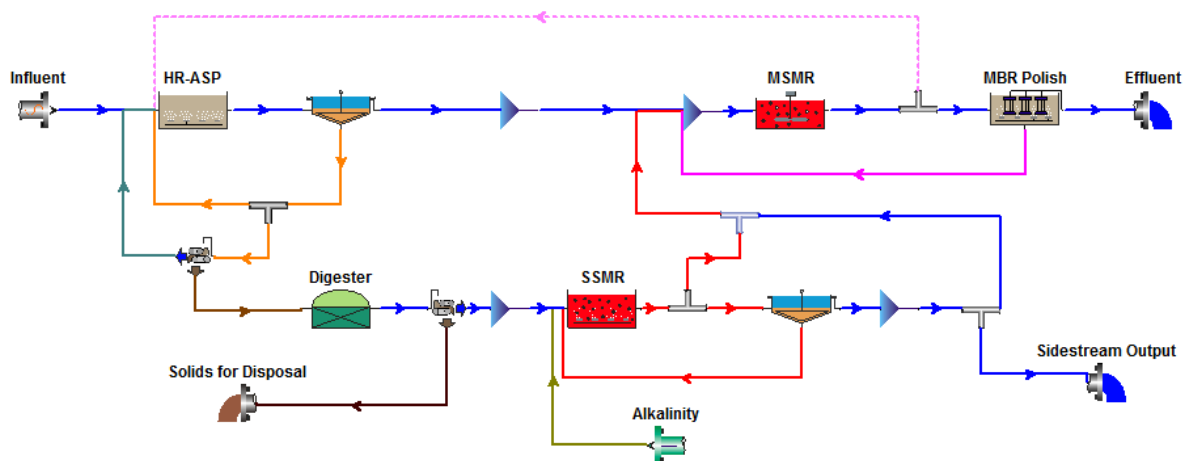 Influent
HR-ASP
MSMR
MBR Polish
Effluent
Digester
SSMR
Solids for Disposal
Sidestream Output
Alkalinity